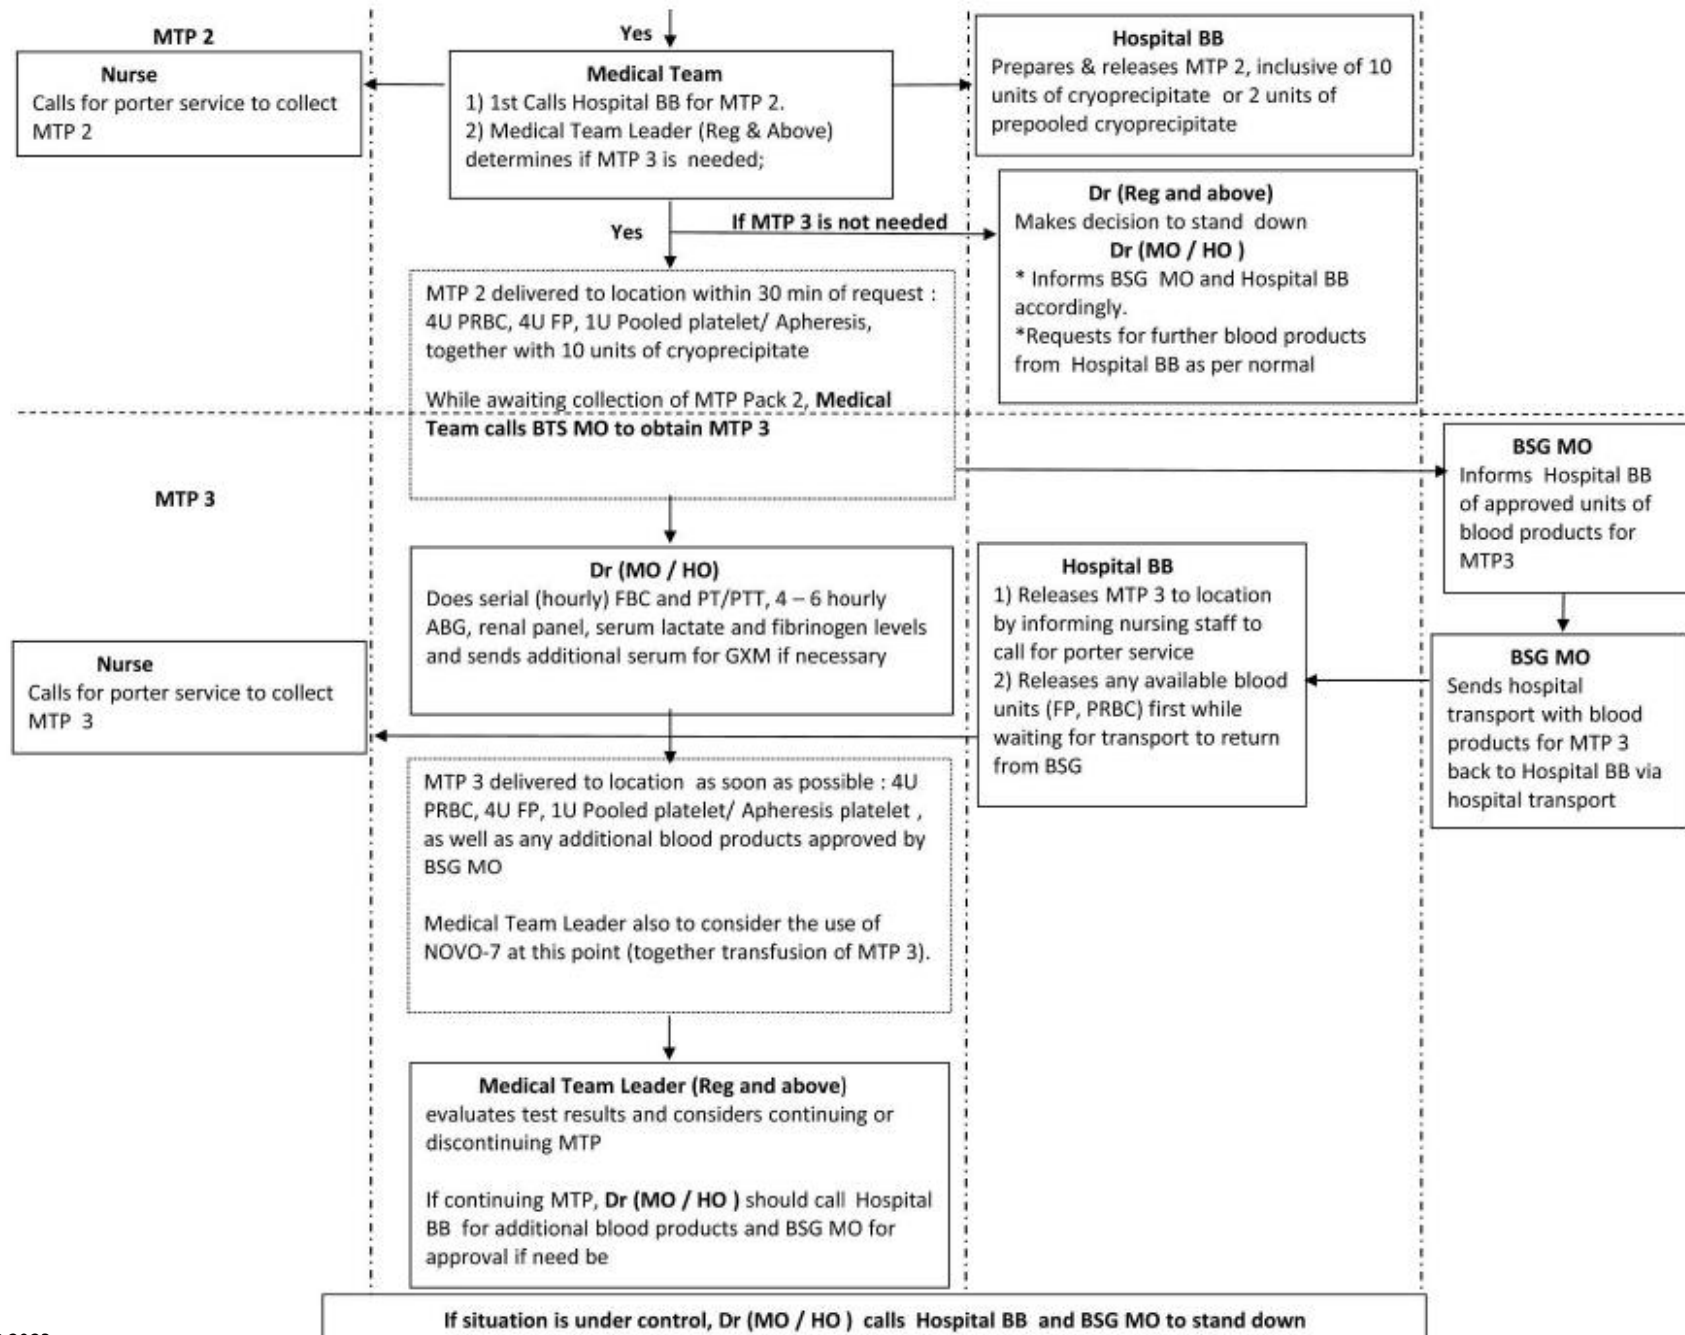 MTP 2
Nurse
Calls for porter service to collect
MTP 2
Yes
Medical Team
1) 1st Calls Hospital BB for MTP 2.
2) Medical Team Leader (Reg & Above)
determines if MTP 3 is needed;
Hospital BB
Prepares & releases MTP 2, inclusive of 10
units of cryoprecipitate or 2 units of
prepooled cryoprecipitate
Yes
If MTP 3 is not needed
Dr (Reg and above)
Makes decision to stand down
Dr (MO / HO )
* Informs BSG MO and Hospital BB
accordingly.
*Requests for further blood products
from Hospital BB as per normal
MTP 2 delivered to location within 30 min of request :
4U PRBC, 4U FP, 1U Pooled platelet/ Apheresis,
together with 10 units of cryoprecipitate
While awaiting collection of MTP Pack 2, Medical
Team calls BTS MO to obtain MTP 3
MTP 3
BSG MO
Informs Hospital BB
of approved units of
blood products for
MTP3
Dr (MO / HO)
Does serial (hourly) FBC and PT/PTT, 4 – 6 hourly
ABG, renal panel, serum lactate and fibrinogen levels
and sends additional serum for GXM if necessary
Hospital BB
1) Releases MTP 3 to location
by informing nursing staff to
call for porter service
2) Releases any available blood
units (FP, PRBC) first while
waiting for transport to return
from BSG
BSG MO
Sends hospital
transport with blood
products for MTP 3
back to Hospital BB via
hospital transport
Nurse
Calls for porter service to collect
MTP 3
MTP 3 delivered to location as soon as possible : 4U
PRBC, 4U FP, 1U Pooled platelet/ Apheresis platelet ,
as well as any additional blood products approved by
BSG MO
Medical Team Leader also to consider the use of
NOVO-7 at this point (together transfusion of MTP 3).
Medical Team Leader (Reg and above)
evaluates test results and considers continuing or
discontinuing MTP
If continuing MTP, Dr (MO / HO ) should call Hospital
BB for additional blood products and BSG MO for
approval if need be
If situation is under control, Dr (MO / HO ) calls Hospital BB and BSG MO to stand down